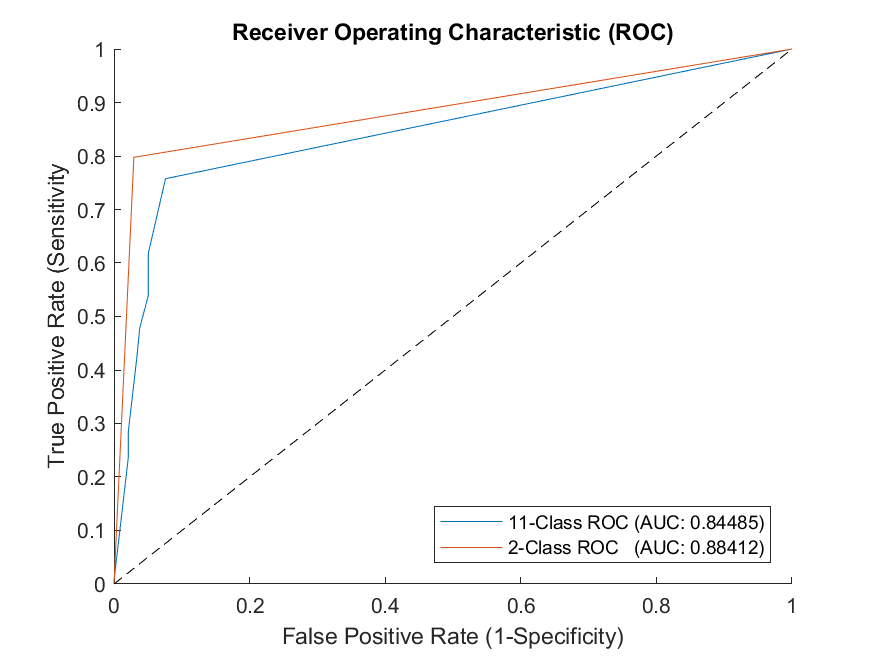 Receiver Operating Characteristic (ROC)
1
0.9
0.8
0.7
0.6
0.5
0.4
0.3
0.2
0.1
0
True Positive Rate (Sensitivity
11-Class ROC (AUC: 0.84485)
2-Class ROC (AUC: 0.88412)
0 0.2 0.4 0.6 0.8 1
False Positive Rate (1-Specificity)